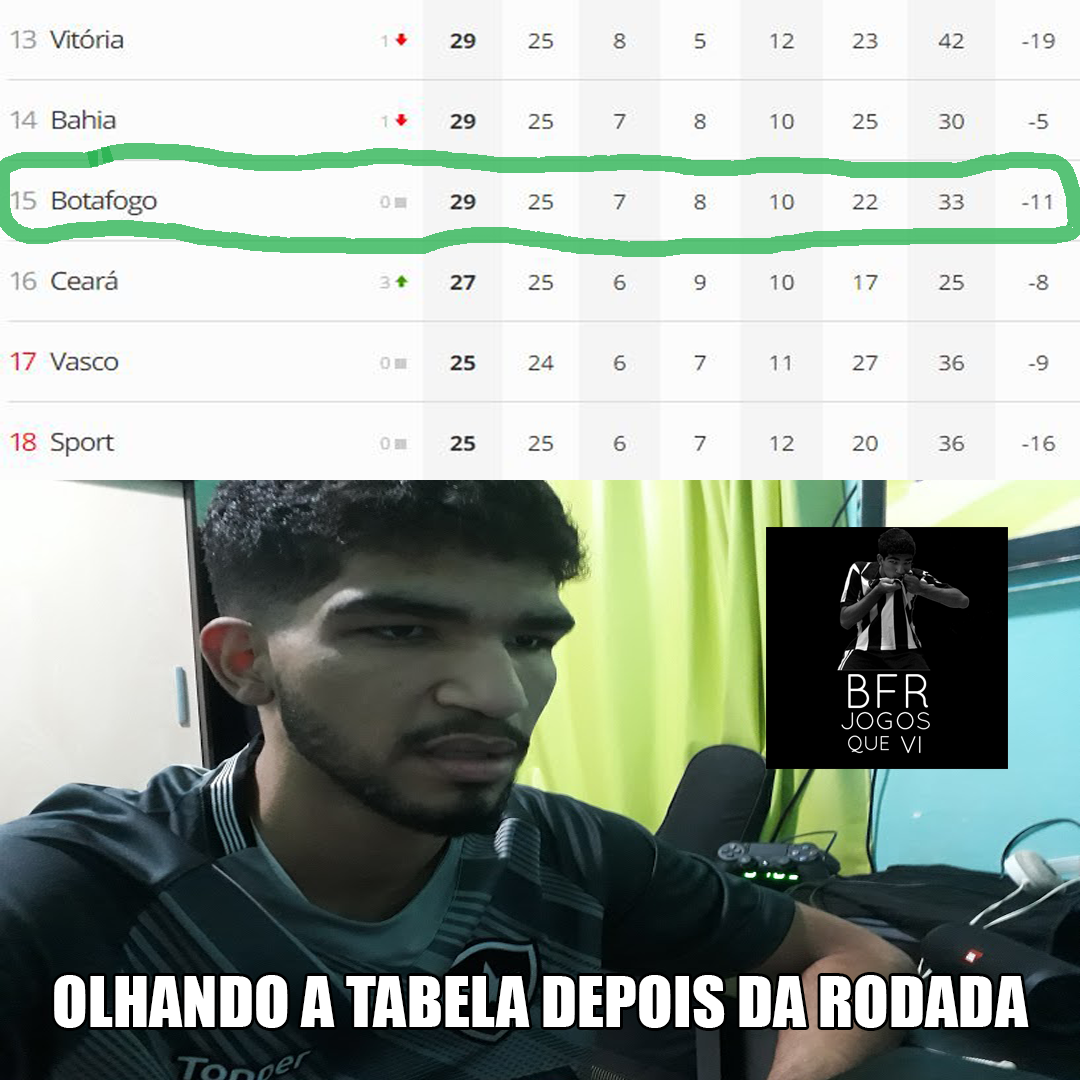 13 Vitória 1 29 25 8 5 12 23 42 -19
14 Bahia 1 29 25 7 8 10 25 30 -5
15 Botafogo 0 29 25 7 8 10 22 33 -11
16 Ceará 3 27 25 6 9 10 17 25 -8
17 Vasco 0 25 24 6 7 11 27 36 -9
18 Sport 0 25 25 6 7 12 20 36 -16
BFR
JOGOS
QUE VI
OLHANDO A TABELA DEPOIS DA RODADA
Topper